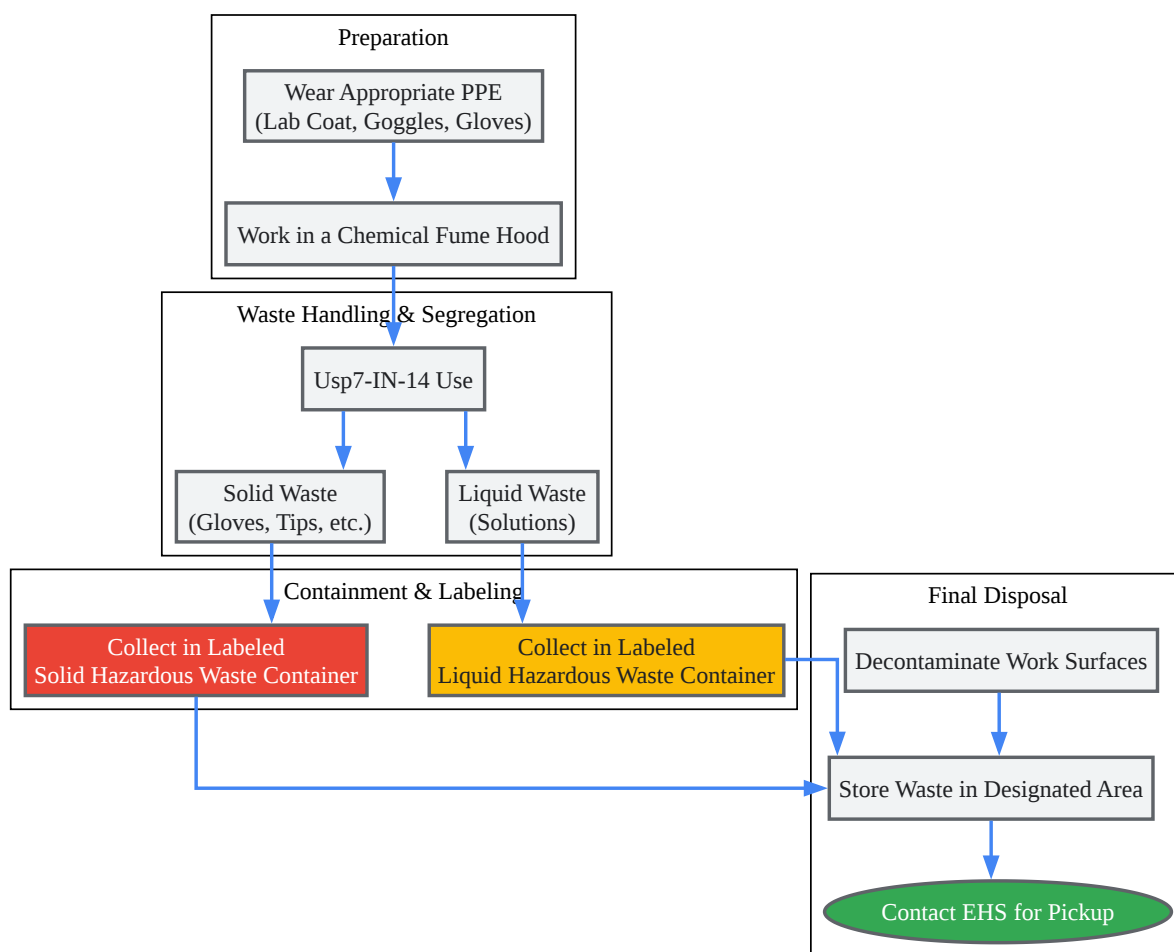 Preparation
Wear Appropriate PPE
(Lab Coat, Goggles, Gloves)
Work in a Chemical Fume Hood
Waste Handling & Segregation
Usp7-IN-14 Use
Solid Waste
(Gloves, Tips, etc.)
Liquid Waste
(Solutions)
Containment & Labeling
Collect in Labeled
Solid Hazardous Waste Container
Collect in Labeled
Liquid Hazardous Waste Container
Final Disposal
Decontaminate Work Surfaces
Store Waste in Designated Area
Contact EHS for Pickup